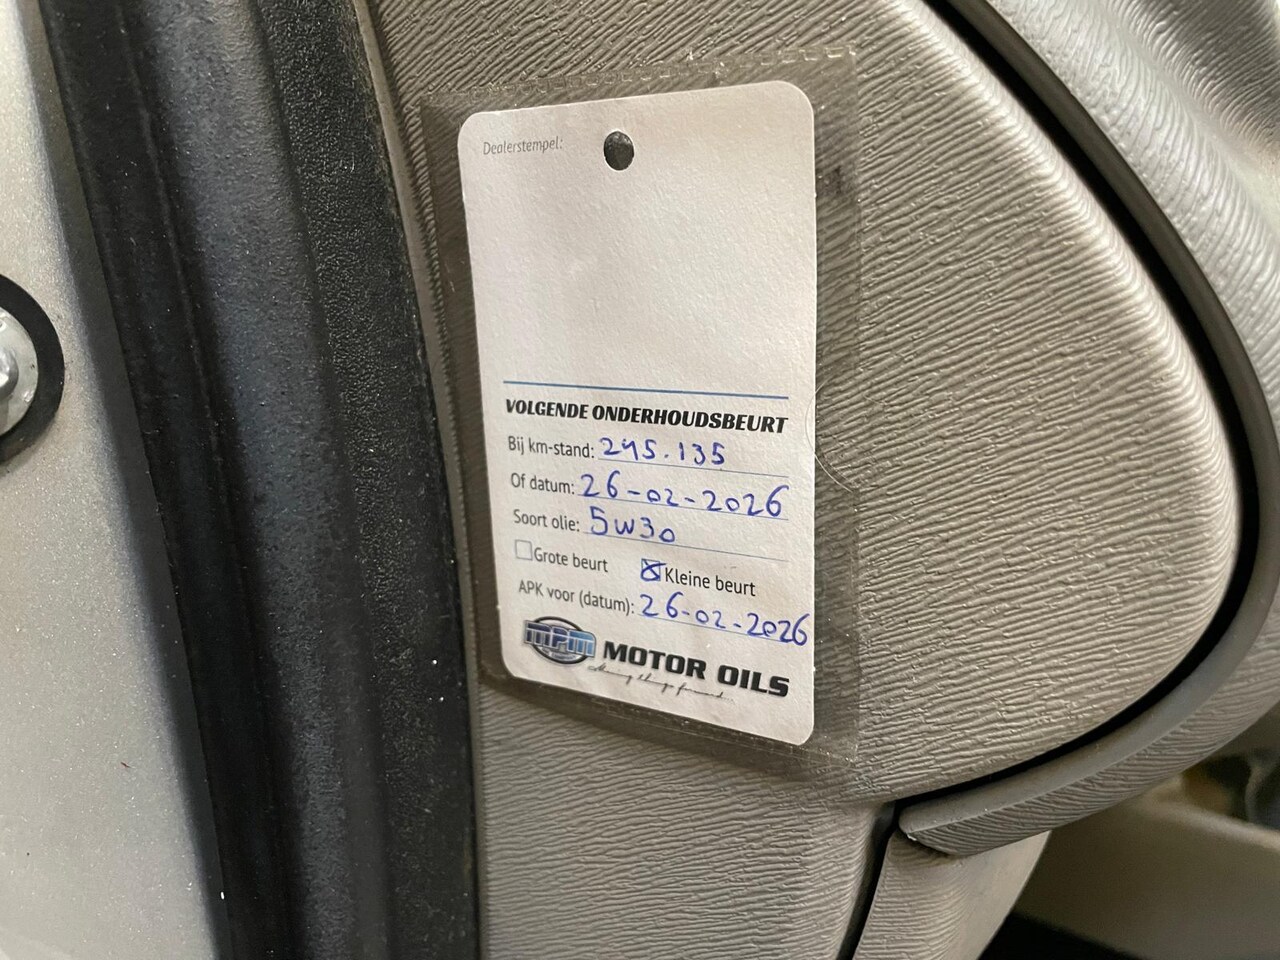 Dealerstempel:
VOLGENDE ONDERHOUDSBEURT
Bij km-stand: 245.135
Of datum: 26-02-2026
Soort olie: 5W30
Grote beurt Kleine beurt
APK voor (datum): 26-02-2026
MPM MOTOR OILS